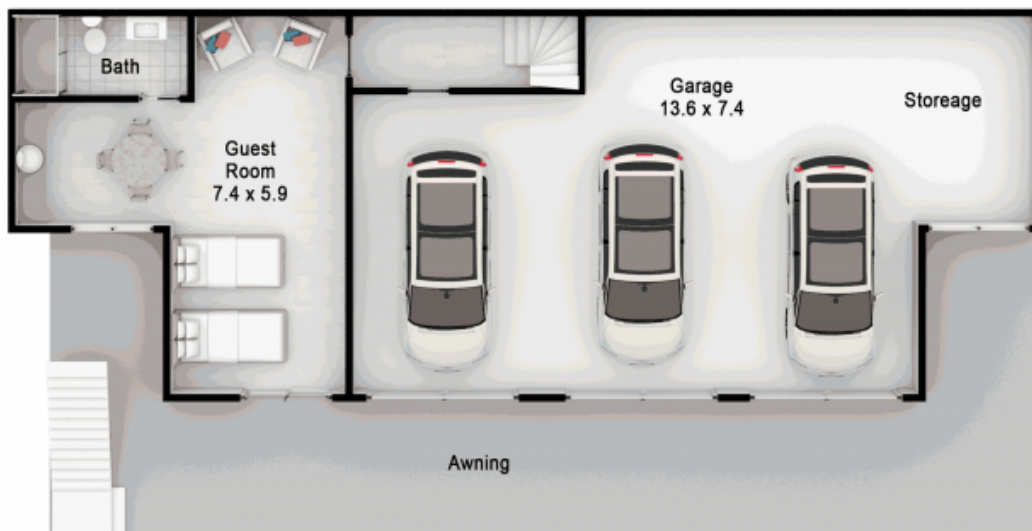 Bath
Guest
Room
7.4 x 5.9
Garage
13.6 x 7.4
Storeage
Awning